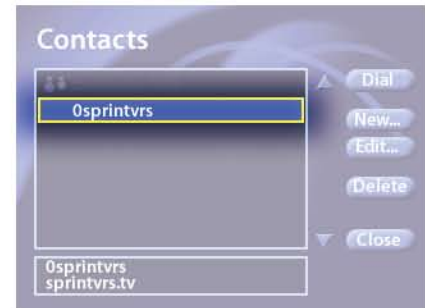 Contacts
0sprintvrs
Dial
New...
Edit...
Delete
Close
0sprintvrs
sprintvrs.tv